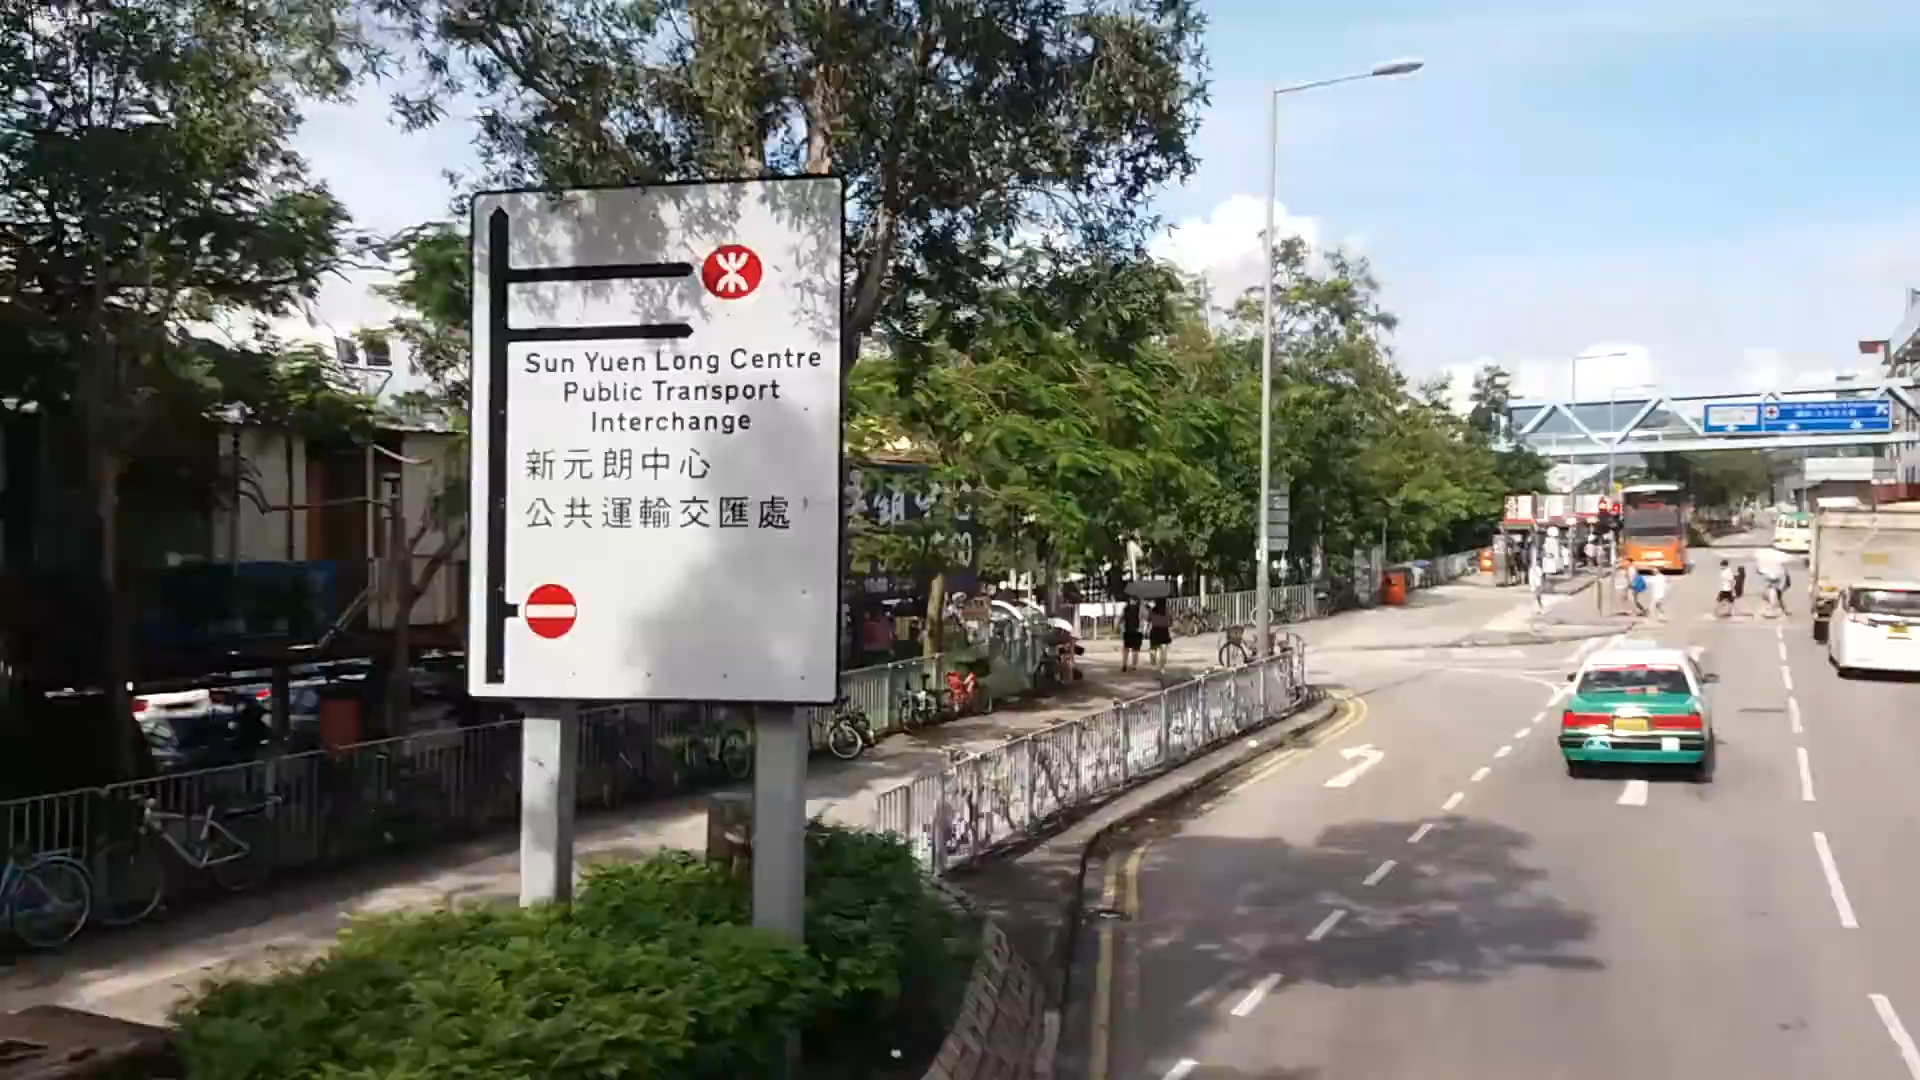 Sun Yuen Long Centre
Public Transport
Interchange
新元朗中心
公共運輸交匯處